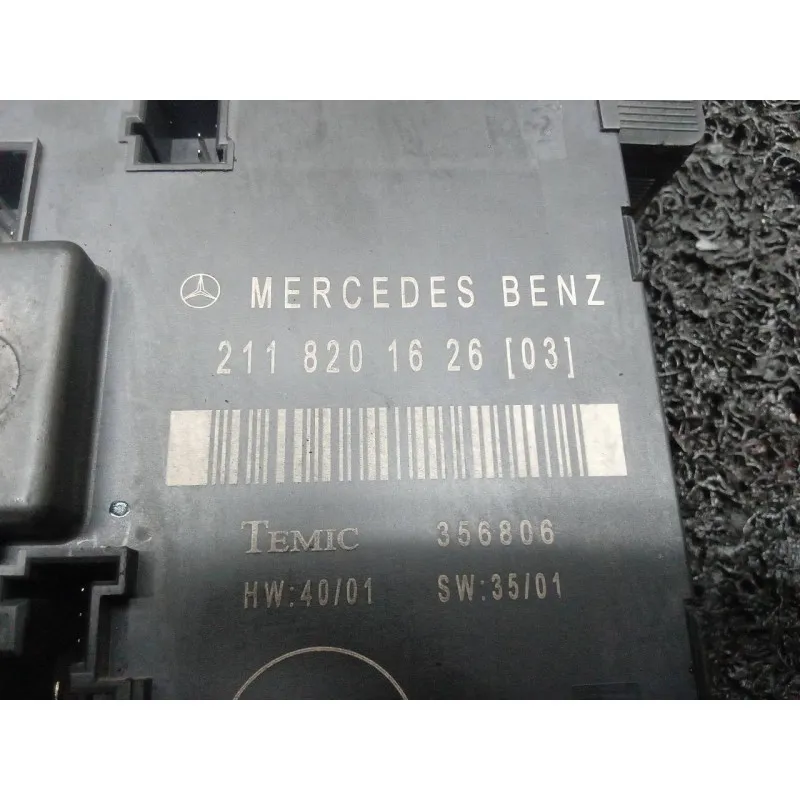 MERCEDES BENZ
211 820 16 26 [03]
TEMIC 356806
HW:40/01 SW:35/01